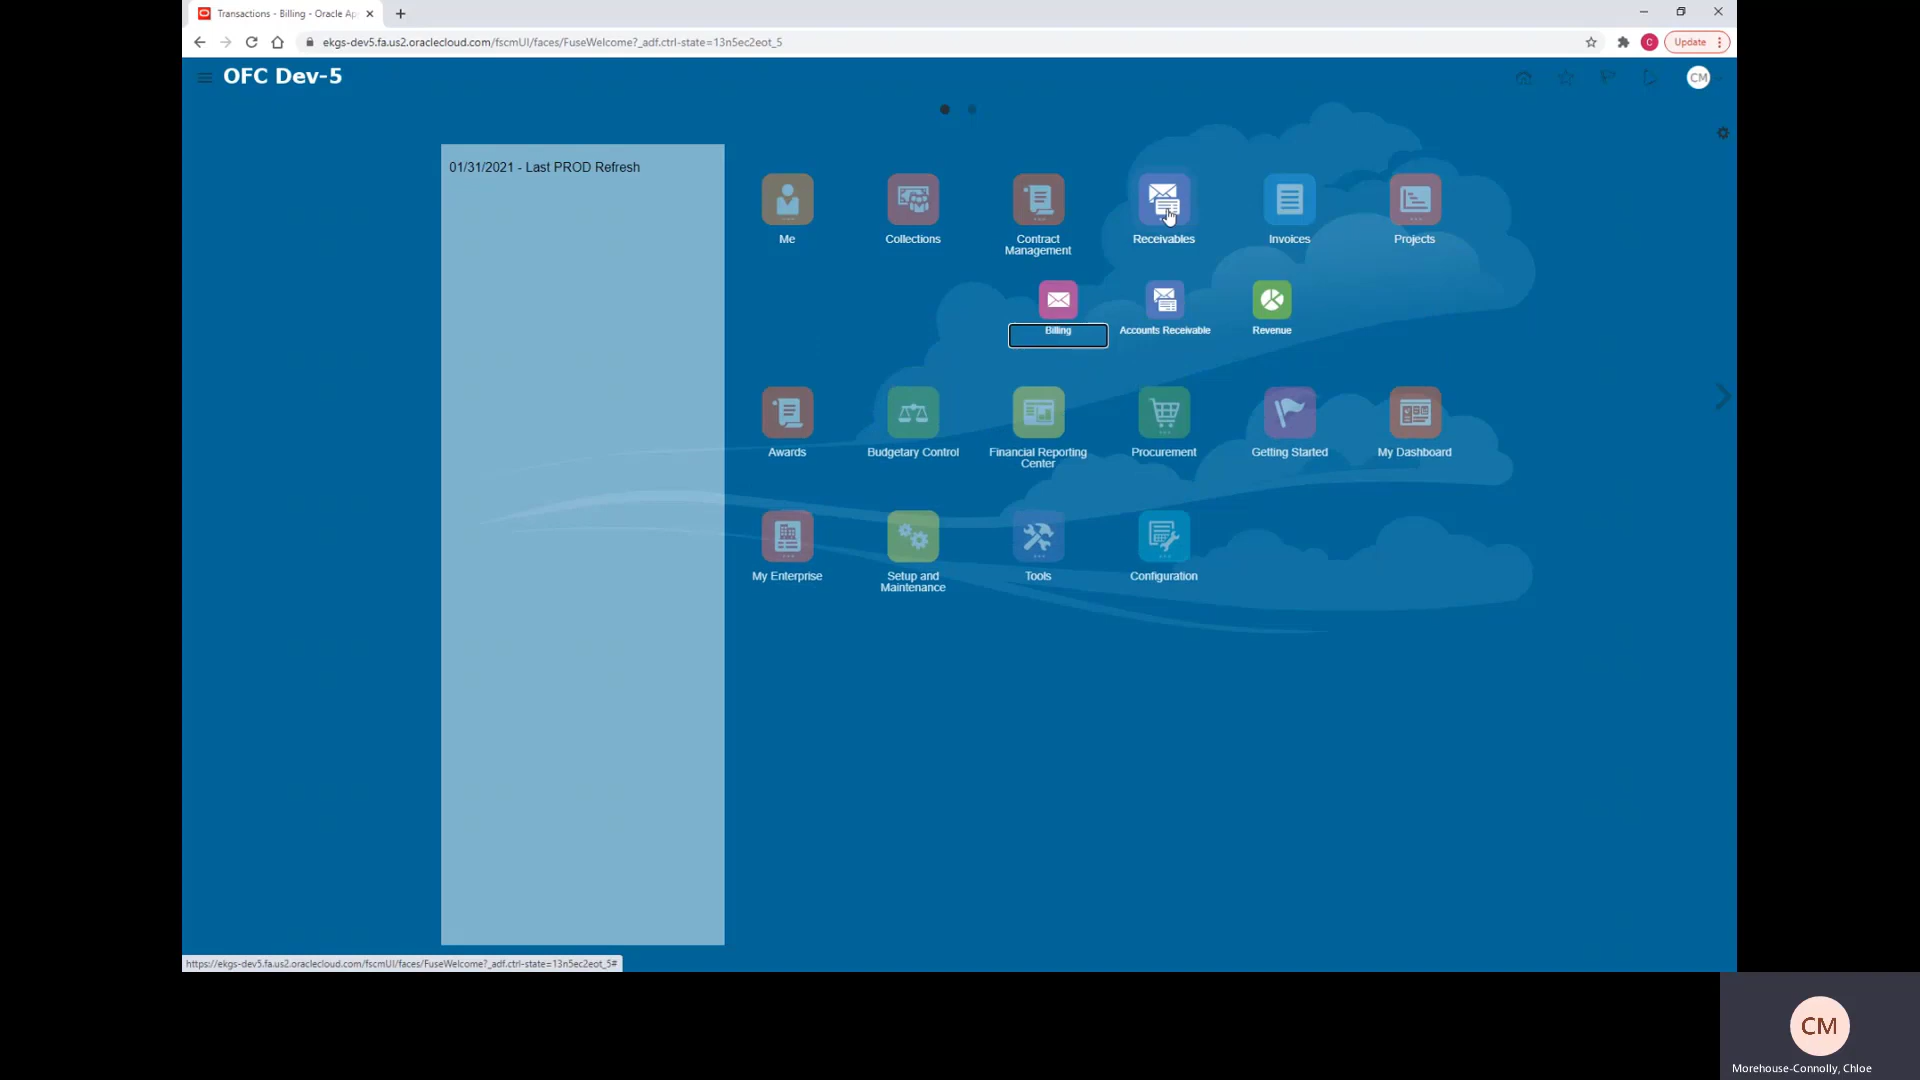 Transactions - Billing - Oracle Ap
ekgs-dev5.fa.us2.oraclecloud.com/fscmUI/faces/FuseWelcome?_adf.ctrl-state=13n5ec2eot_5
C
Update
OFC Dev-5
CM
01/31/2021 - Last PROD Refresh
Me
Collections
Contract
Management
Receivables
Invoices
Projects
Billing
Accounts Receivable
Revenue
Awards
Budgetary Control
Financial Reporting
Center
Procurement
Getting Started
My Dashboard
My Enterprise
Setup and
Maintenance
Tools
Configuration
https://ekgs-dev5.fa.us2.oraclecloud.com/fscmUI/faces/FuseWelcome?_adf.ctrl-state=13n5ec2eot_5#
CM
Morehouse-Connolly, Chloe